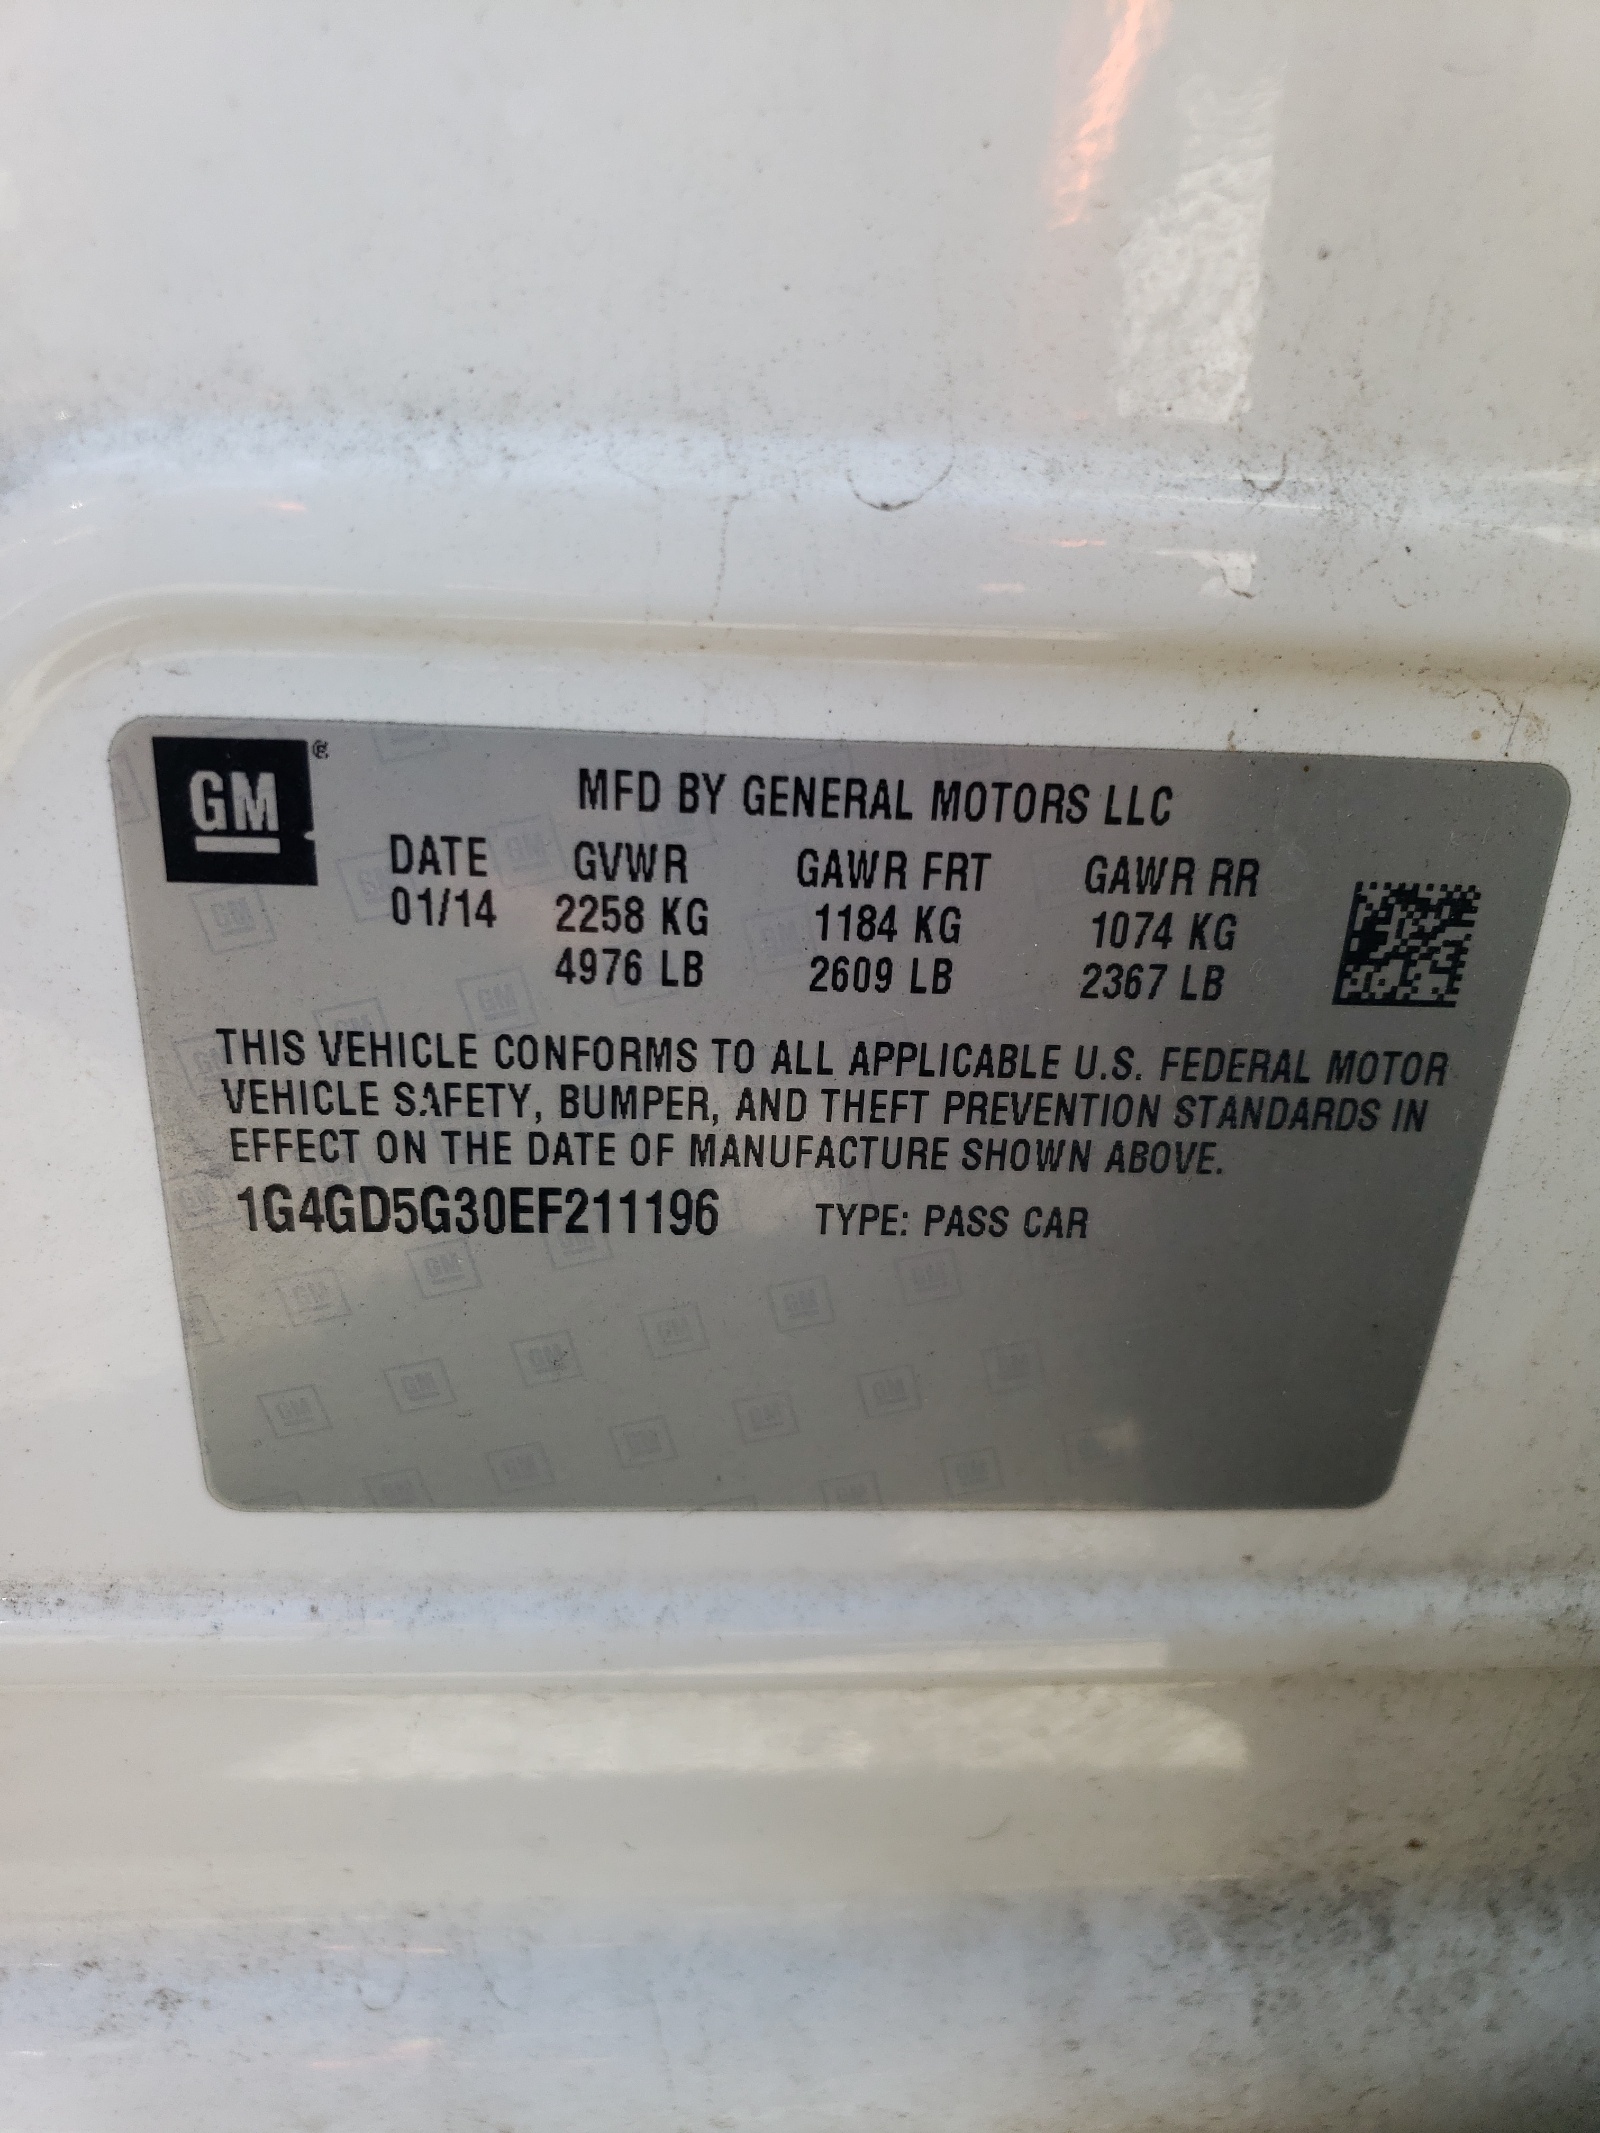 GM®
MFD BY GENERAL MOTORS LLC
DATE GVWR GAWR FRT GAWR RR
01/14 2258 KG 1184 KG 1074 KG
4976 LB 2609 LB 2367 LB
THIS VEHICLE CONFORMS TO ALL APPLICABLE U.S. FEDERAL MOTOR
VEHICLE SAFETY, BUMPER, AND THEFT PREVENTION STANDARDS IN
EFFECT ON THE DATE OF MANUFACTURE SHOWN ABOVE.
1G4GD5G30EF211196 TYPE: PASS CAR